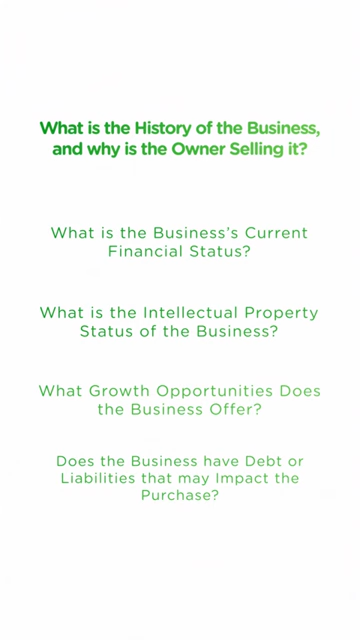 What is the History of the Business,
and why is the Owner Selling it?
What is the Business's Current
Financial Status?
What is the Intellectual Property
Status of the Business?
What Growth Opportunities Does
the Business Offer?
Does the Business have Debt or
Liabilities that may Impact the
Purchase?